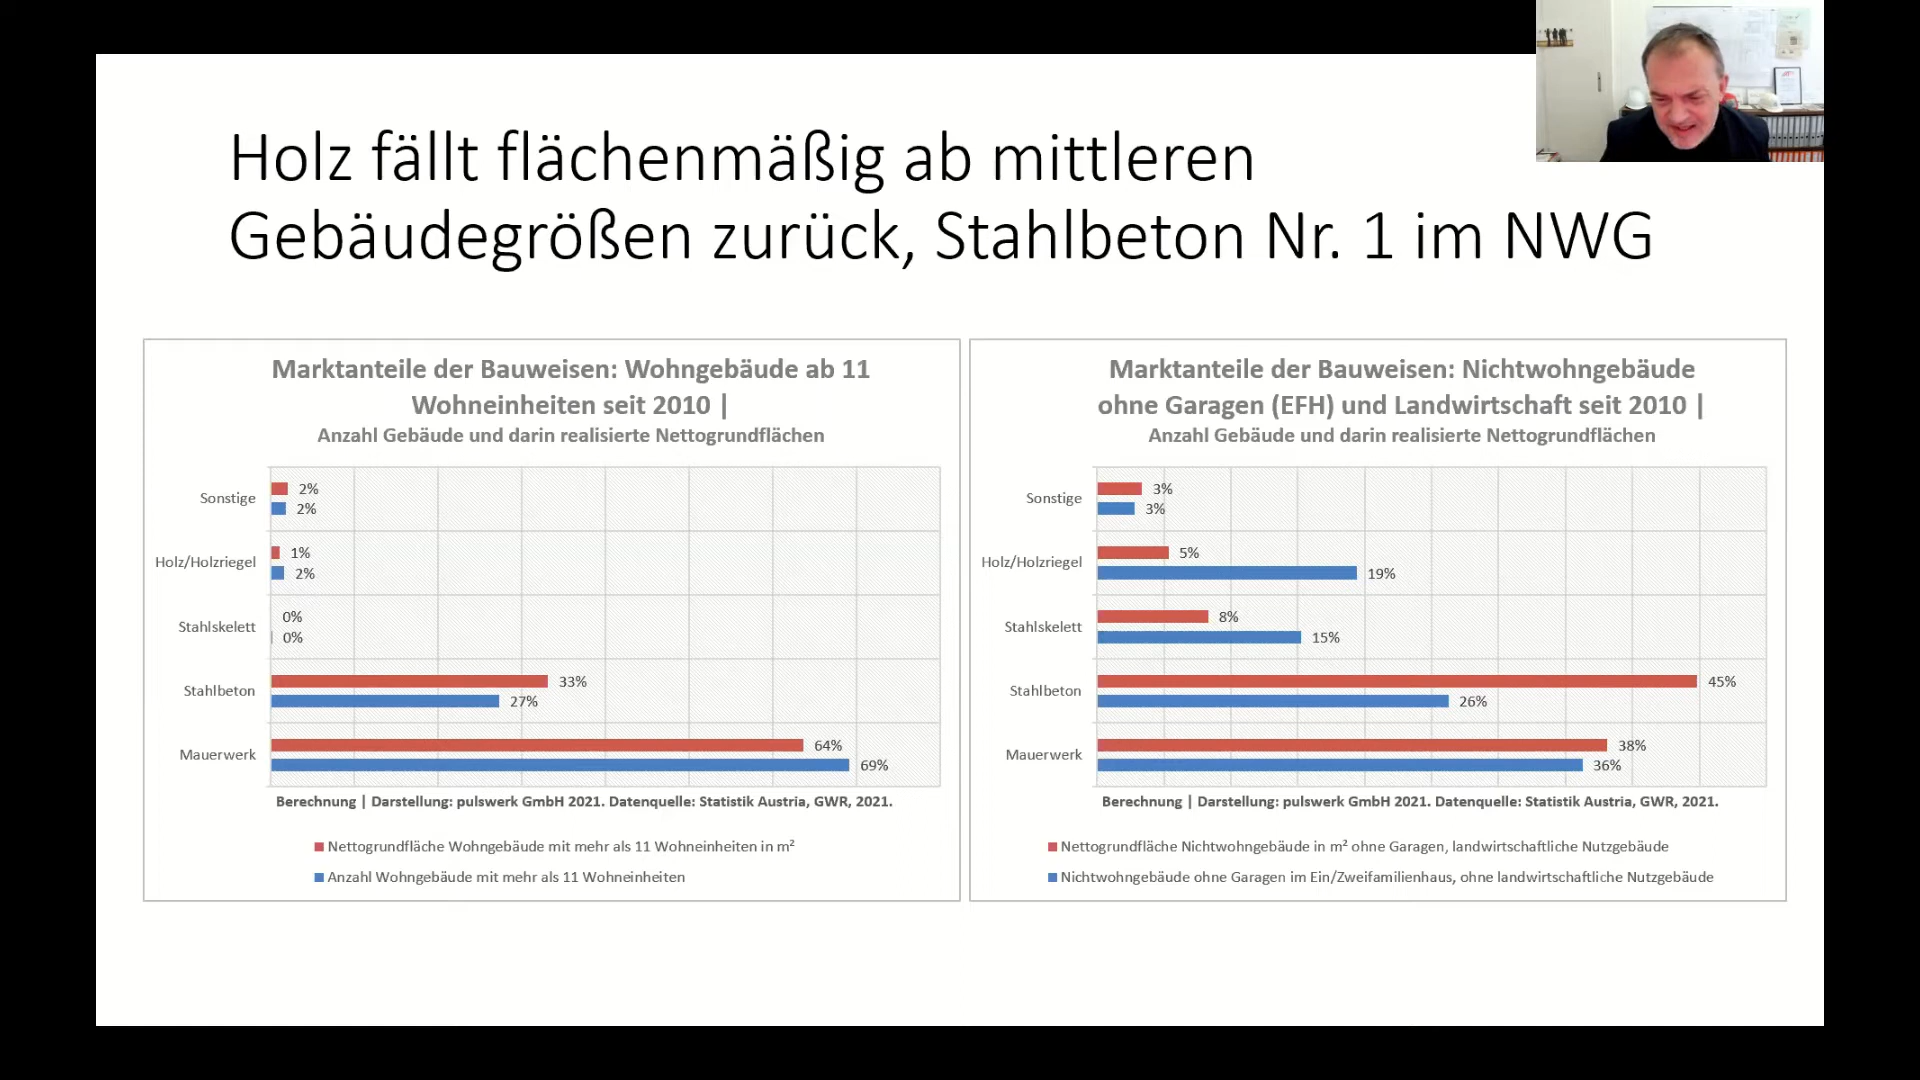 Holz fällt flächenmäßig ab mittleren
Gebäudegrößen zurück, Stahlbeton Nr. 1 im NWG
Marktanteile der Bauweisen: Wohngebäude ab 11
Wohneinheiten seit 2010 |
Anzahl Gebäude und darin realisierte Nettogrundflächen
Sonstige
2%
2%
Holz/Holzriegel
1%
2%
Stahlskelett
0%
0%
Stahlbeton
33%
27%
Mauerwerk
64%
69%
Berechnung | Darstellung: pulswerk GmbH 2021. Datenquelle: Statistik Austria, GWR, 2021.
Nettogrundfläche Wohngebäude mit mehr als 11 Wohneinheiten in m²
Anzahl Wohngebäude mit mehr als 11 Wohneinheiten
Marktanteile der Bauweisen: Nichtwohngebäude
ohne Garagen (EFH) und Landwirtschaft seit 2010 |
Anzahl Gebäude und darin realisierte Nettogrundflächen
Sonstige
3%
3%
Holz/Holzriegel
5%
19%
Stahlskelett
8%
15%
Stahlbeton
45%
26%
Mauerwerk
38%
36%
Berechnung | Darstellung: pulswerk GmbH 2021. Datenquelle: Statistik Austria, GWR, 2021.
Nettogrundfläche Nichtwohngebäude in m² ohne Garagen, landwirtschaftliche Nutzgebäude
Nichtwohngebäude ohne Garagen im Ein/Zweifamilienhaus, ohne landwirtschaftliche Nutzgebäude